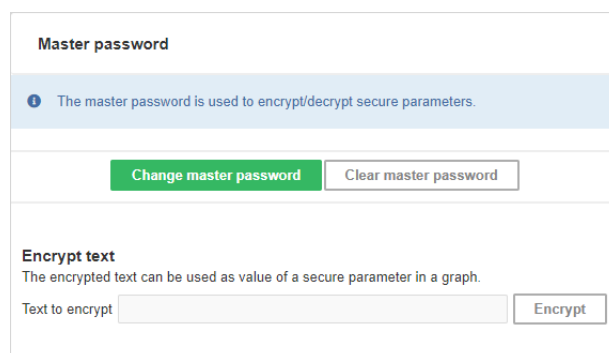 Master password
The master password is used to encrypt/decrypt secure parameters.
Change master password Clear master password
Encrypt text
The encrypted text can be used as value of a secure parameter in a graph.
Text to encrypt Encrypt